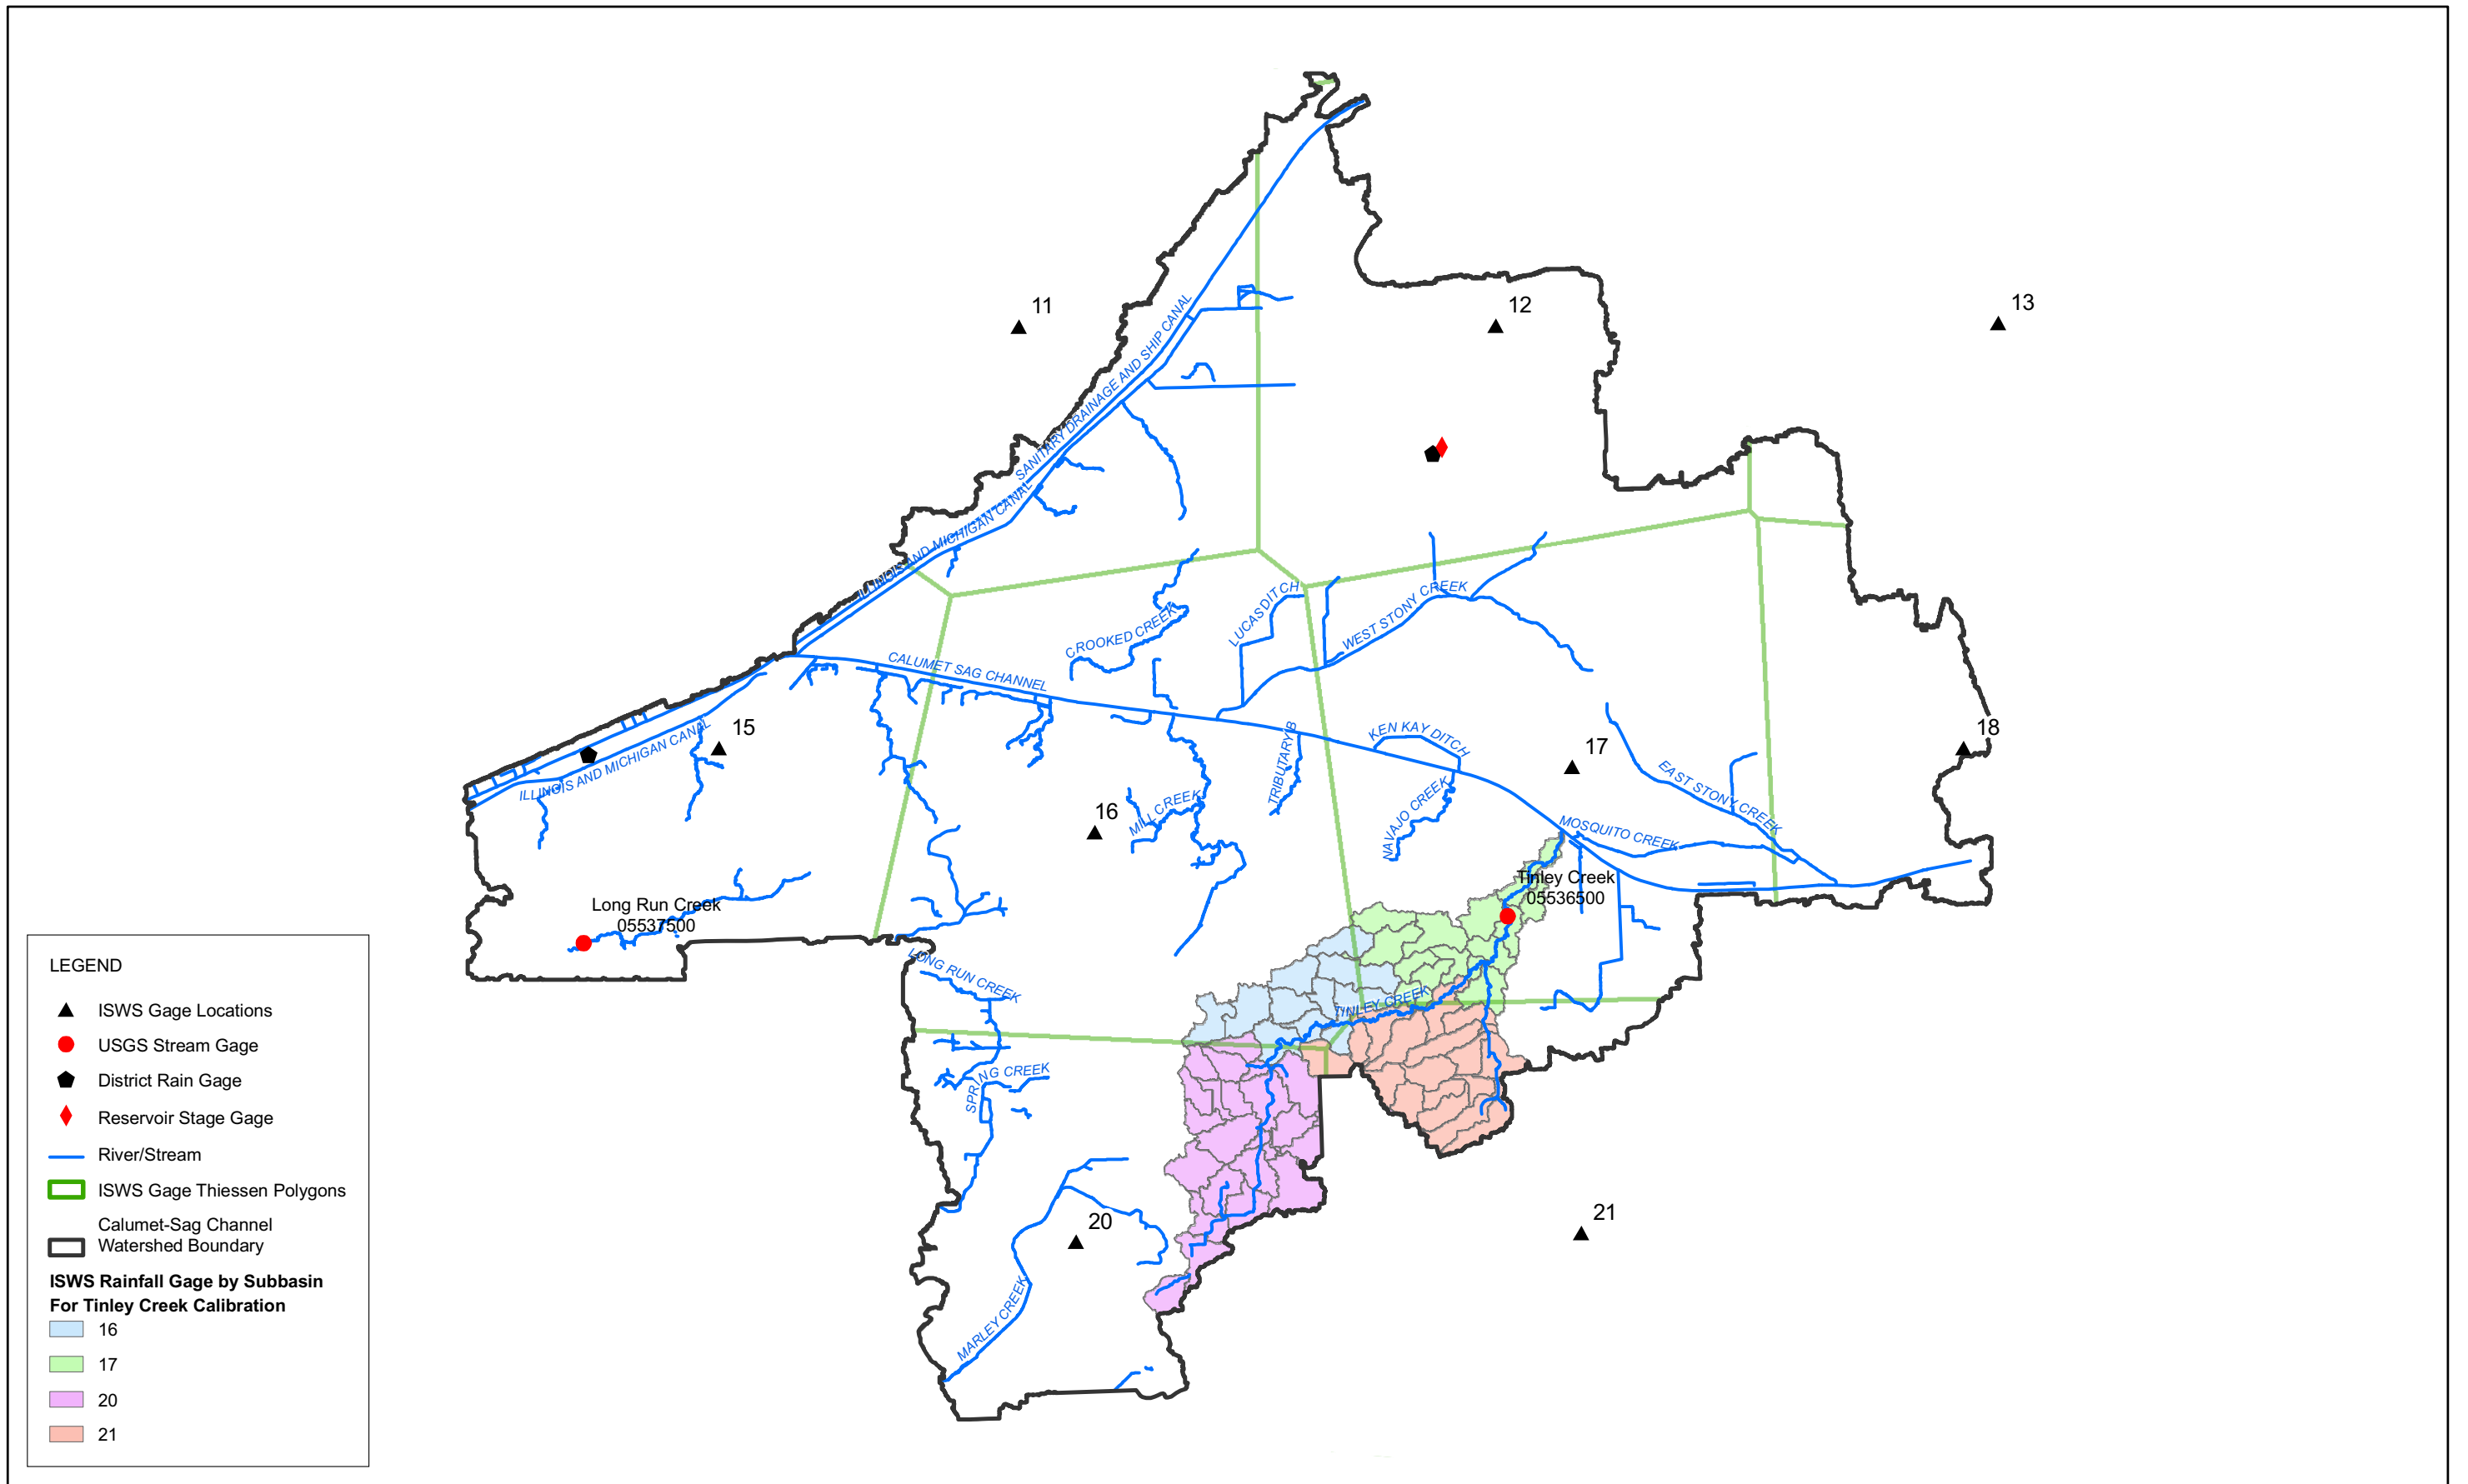 11
12
13
SANITARY DRAINAGE AND SHIP CANAL
ILLINOIS AND MICHIGAN CANAL
LUCAS DITCH
WEST STONY CREEK
CROOKED CREEK
CALUMET SAG CHANNEL
15
ILLINOIS AND MICHIGAN CANAL
TRIBUTARY B
KEN KAY DITCH
17
18
EAST STONY CREEK
16
MILL CREEK
NAVAJO CREEK
MOSQUITO CREEK
Tinley Creek
05536500
Long Run Creek
05537500
LONG RUN CREEK
TINLEY CREEK
SPRING CREEK
20
21
MARLEY CREEK
LEGEND
ISWS Gage Locations
USGS Stream Gage
District Rain Gage
Reservoir Stage Gage
River/Stream
ISWS Gage Thiessen Polygons
Calumet-Sag Channel
Watershed Boundary
ISWS Rainfall Gage by Subbasin
For Tinley Creek Calibration
16
17
20
21